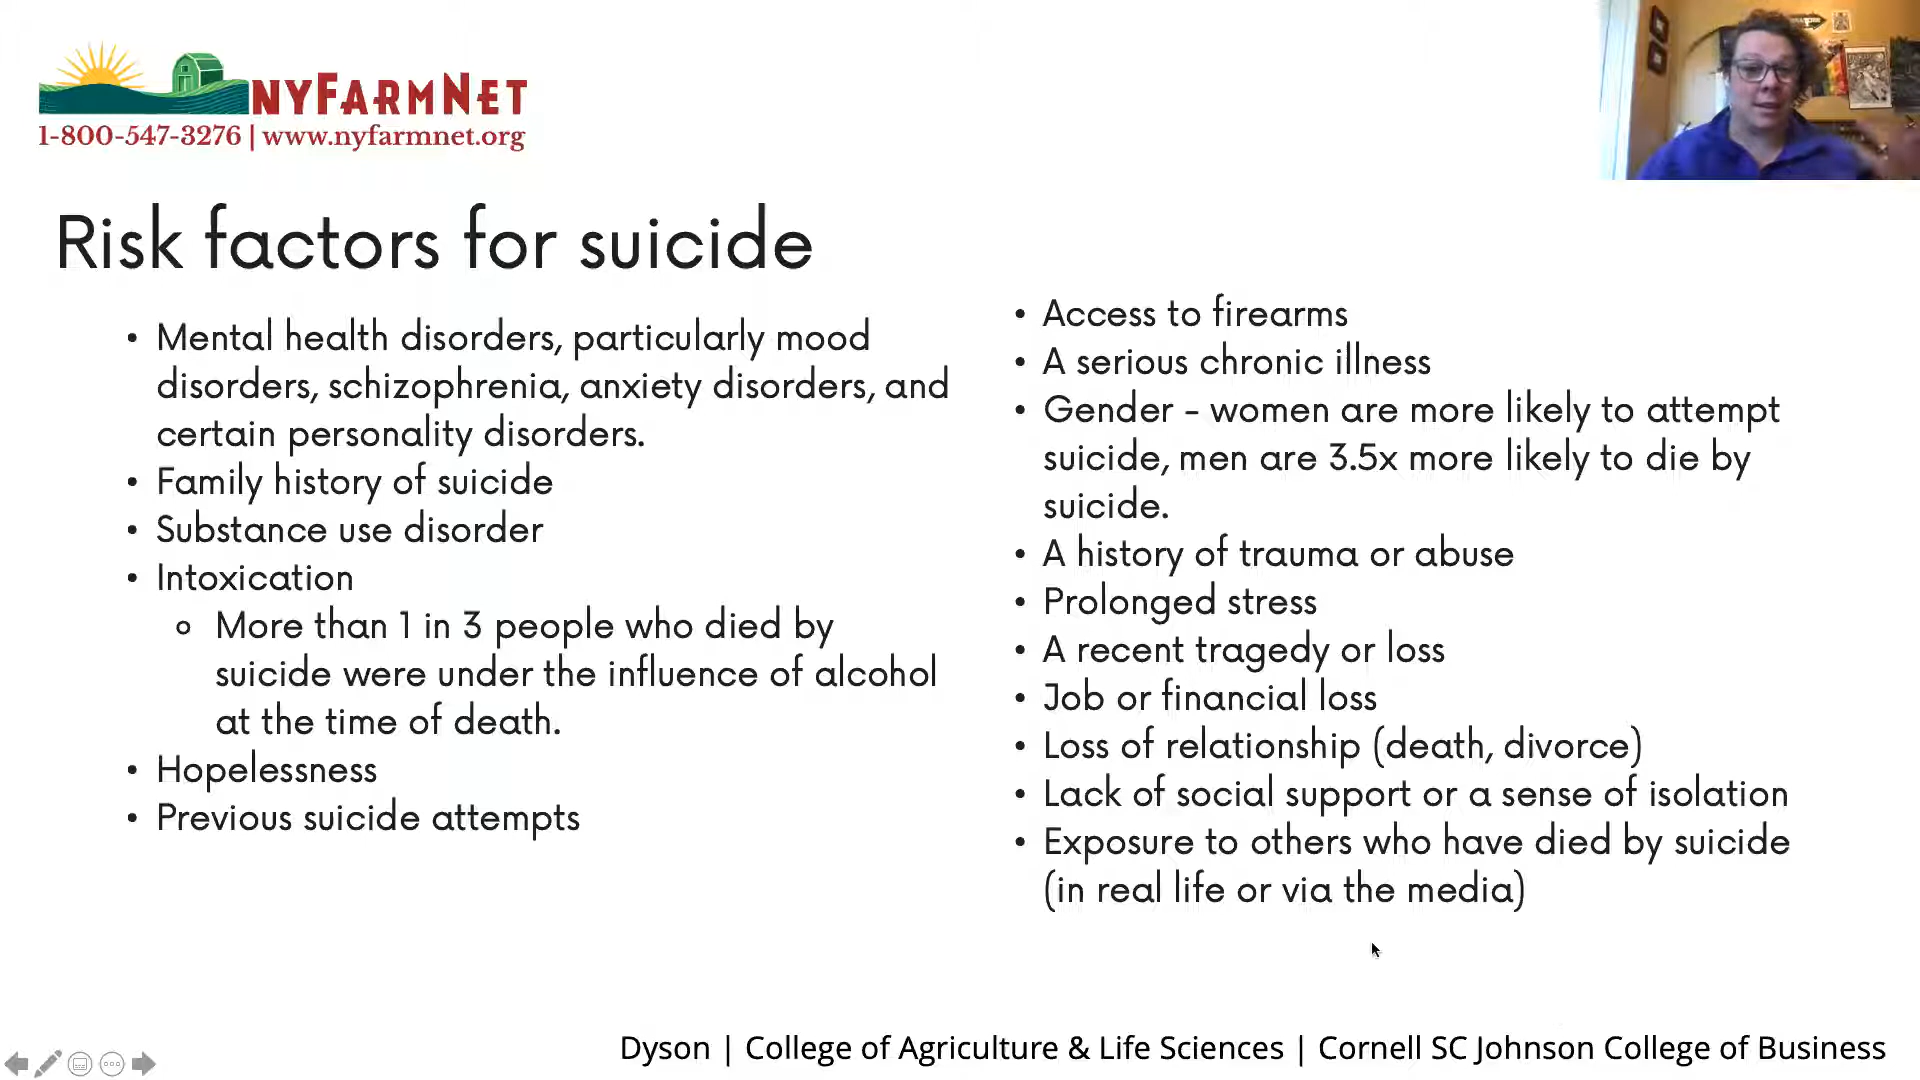 NYFARMNET
1-800-547-3276 | www.nyfarmnet.org
Risk factors for suicide
• Mental health disorders, particularly mood
disorders, schizophrenia, anxiety disorders, and
certain personality disorders.
• Family history of suicide
• Substance use disorder
• Intoxication
○ More than 1 in 3 people who died by
suicide were under the influence of alcohol
at the time of death.
• Hopelessness
• Previous suicide attempts
• Access to firearms
• A serious chronic illness
• Gender - women are more likely to attempt
suicide, men are 3.5x more likely to die by
suicide.
• A history of trauma or abuse
• Prolonged stress
• A recent tragedy or loss
• Job or financial loss
• Loss of relationship (death, divorce)
• Lack of social support or a sense of isolation
• Exposure to others who have died by suicide
(in real life or via the media)
Dyson | College of Agriculture & Life Sciences | Cornell SC Johnson College of Business